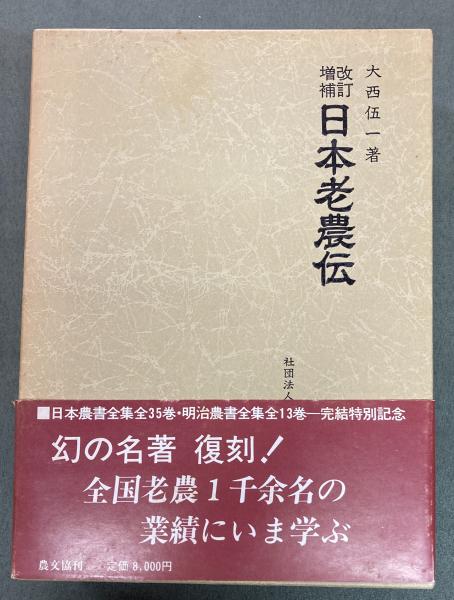 大西伍一著
改訂
増補
日本老農伝
社団法人
■日本農書全集全35巻・明治農書全集全13巻―完結特別記念
幻の名著 復刻!
全国老農1千余名の
業績にいま学ぶ
農文協刊 定価8,000円